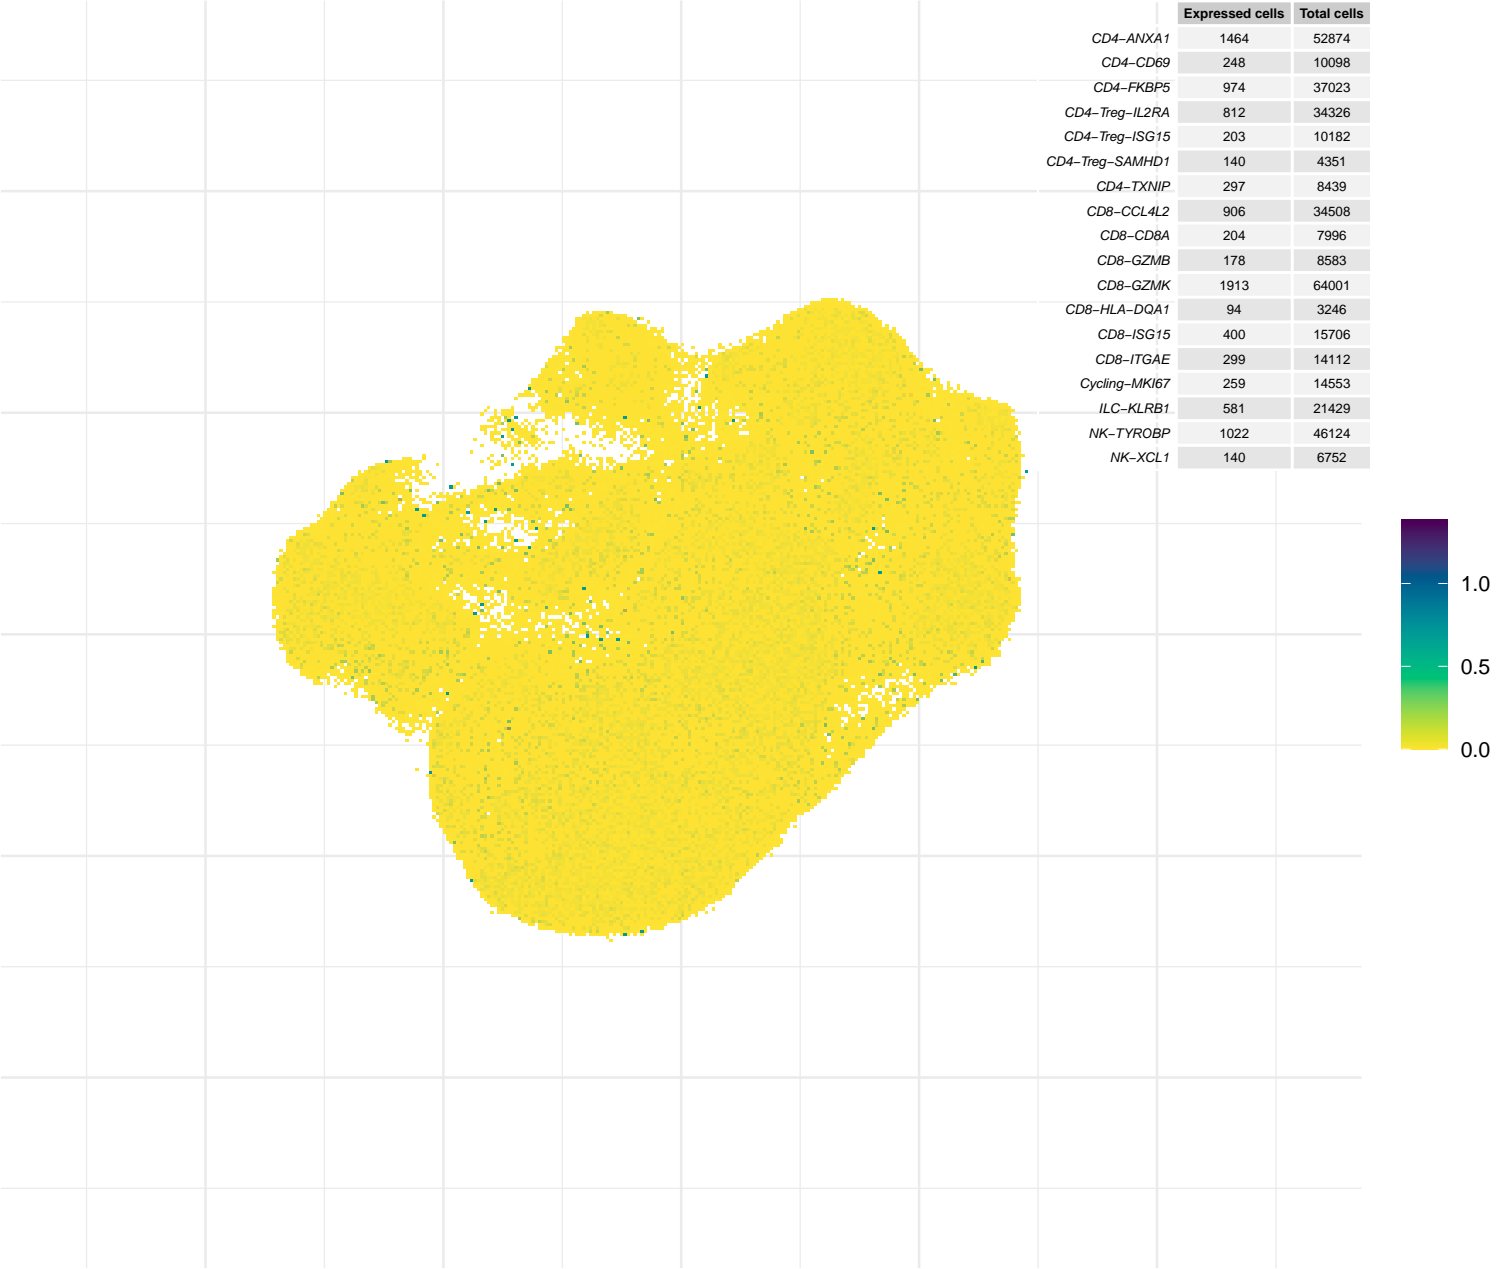 Expressed cells Total cells
CD4−ANXA1 1464 52874
CD4−CD69 248 10098
CD4−FKBP5 974 37023
CD4−Treg−IL2RA 812 34326
CD4−Treg−ISG15 203 10182
CD4−Treg−SAMHD1 140 4351
CD4−TXNIP 297 8439
CD8−CCL4L2 906 34508
CD8−CD8A 204 7996
CD8−GZMB 178 8583
CD8−GZMK 1913 64001
CD8−HLA−DQA1 94 3246
CD8−ISG15 400 15706
CD8−ITGAE 299 14112
Cycling−MKI67 259 14553
ILC−KLRB1 581 21429
NK−TYROBP 1022 46124
NK−XCL1 140 6752
1.0
0.5
0.0